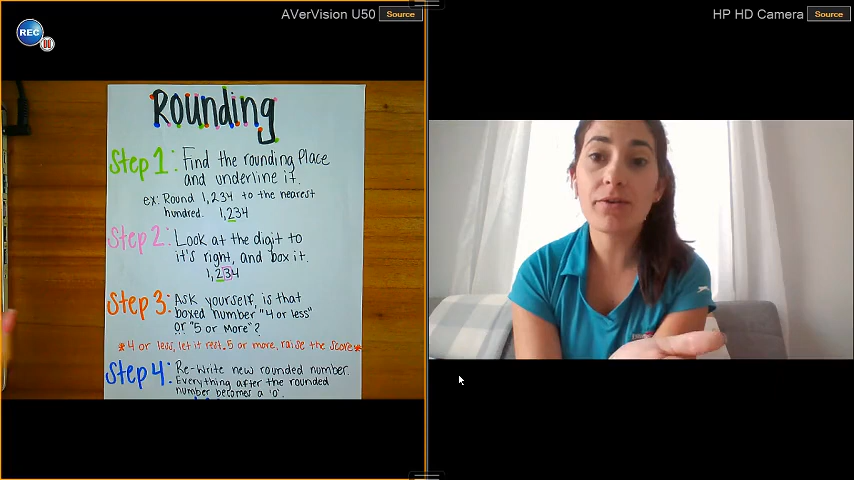 AVerVision U50
Source
HP HD Camera
Source
REC
Rounding
Step 1: Find the rounding Place
and underline it.
ex: Round 1,234 to the nearest
hundred. 1,234
Step 2: Look at the digit to
it's right, and box it.
1,234
Step 3: Ask yourself, is that
boxed number "4 or less"
or "5 or more"?
*4 or less, let it rest. 5 or more, raise the score*
Step 4: Re-Write new rounded number.
Everything after the rounded
number becomes a '0'.